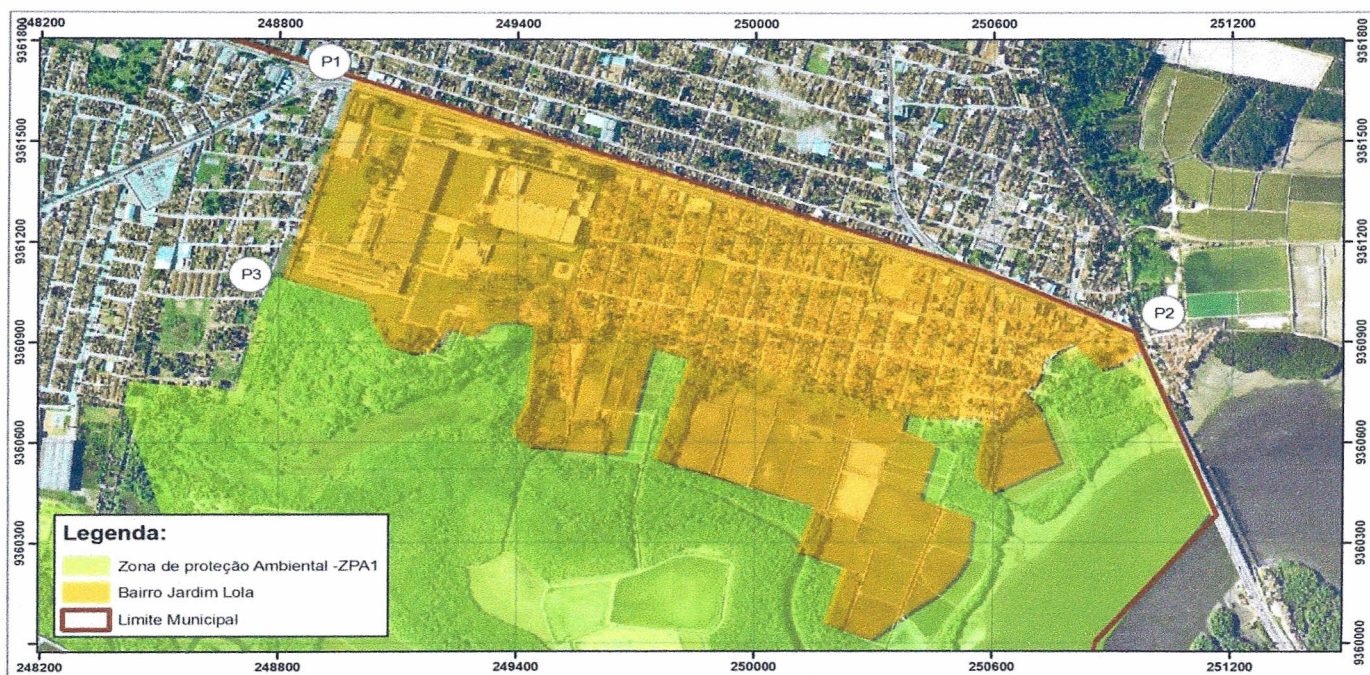 248200 248800 249400 250000 250600 251200
9361800 9361800
P1
9361500 9361500
9361200 9361200
P3
P2
9360900 9360900
9360600 9360600
Legenda:
9360300 9360300
Zona de proteção Ambiental -ZPA1
Bairro Jardim Lola
Limite Municipal
9360000 9360000
248200 248800 249400 250000 250600 251200